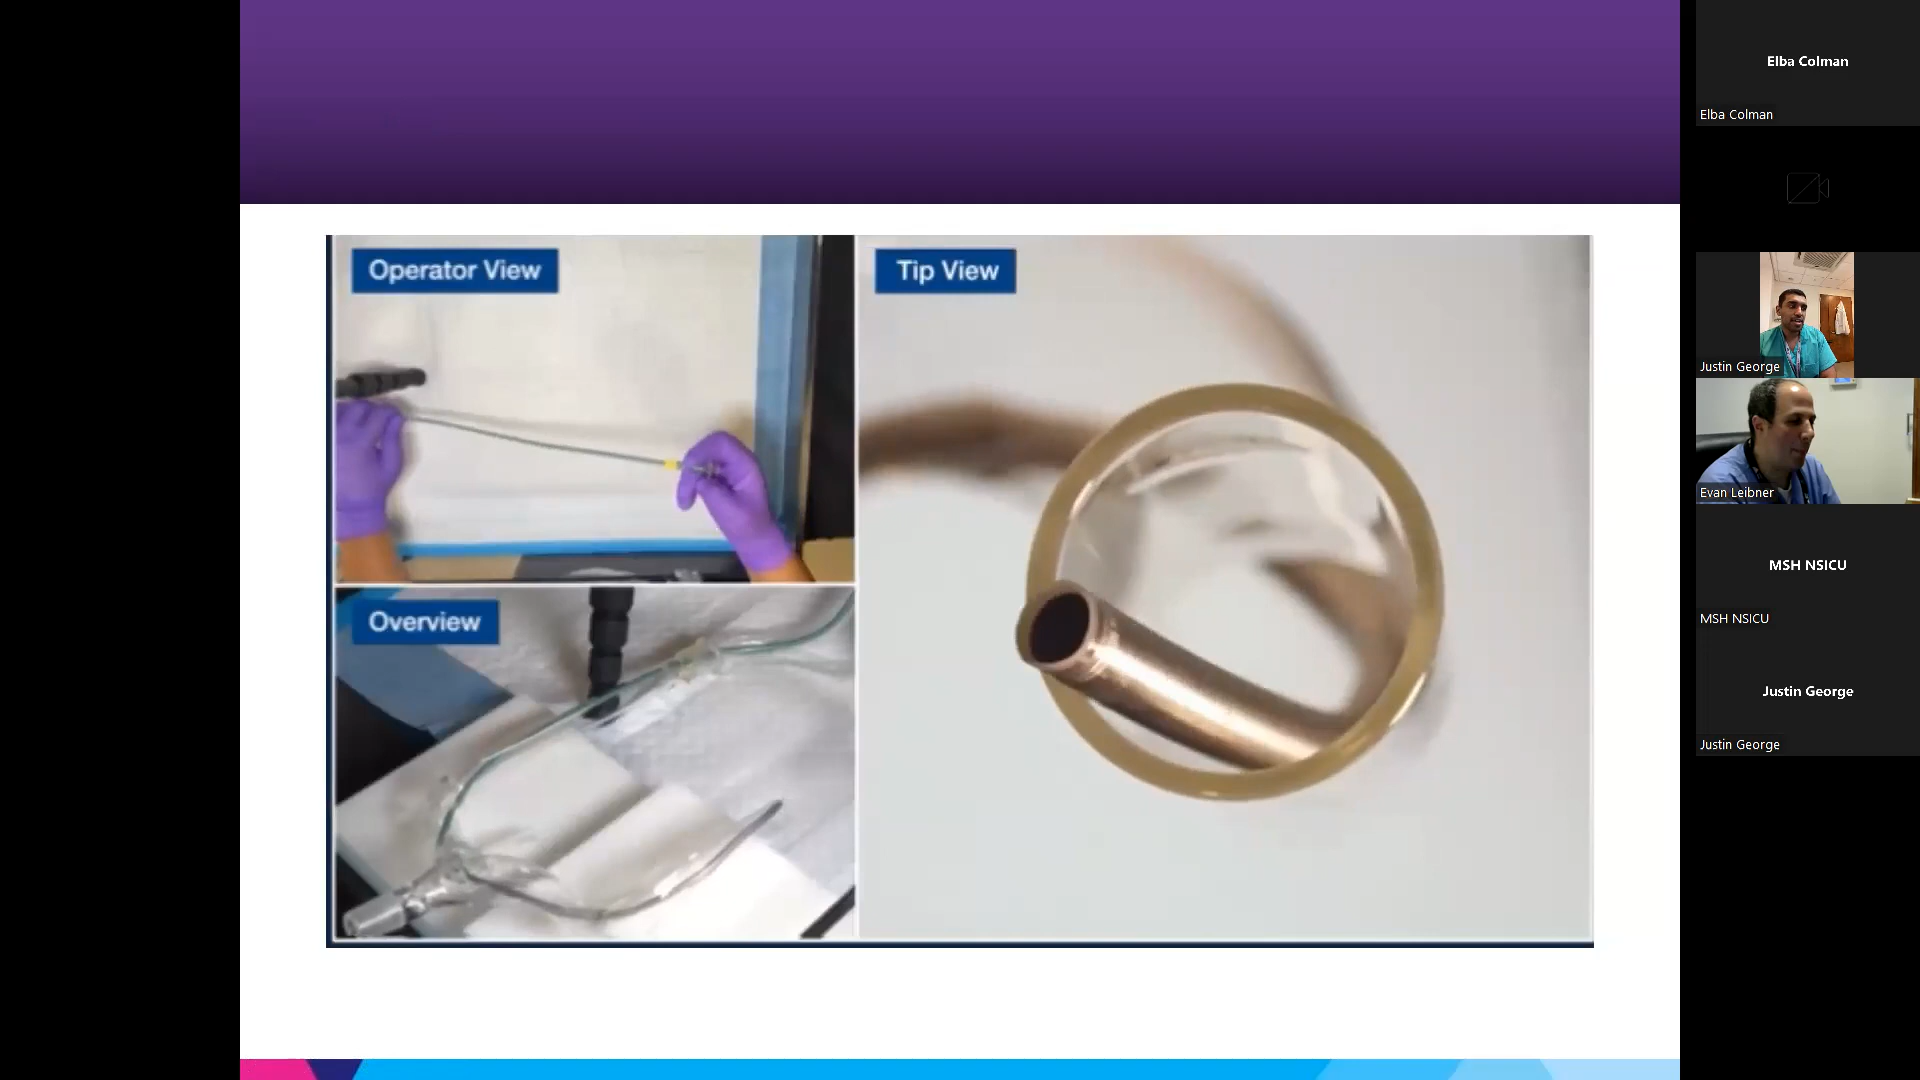 Operator View
Tip View
Overview
Elba Colman
Elba Colman
Justin George
Evan Leibner
MSH NSICU
MSH NSICU
Justin George
Justin George